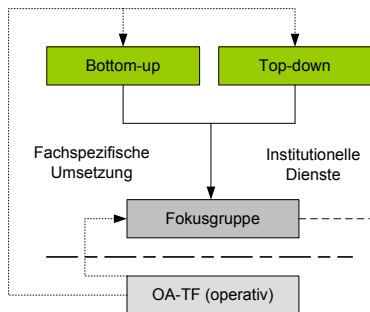 Bottom-up
Top-down
Fachspezifische
Umsetzung
Institutionelle
Dienste
Fokusgruppe
OA-TF (operativ)